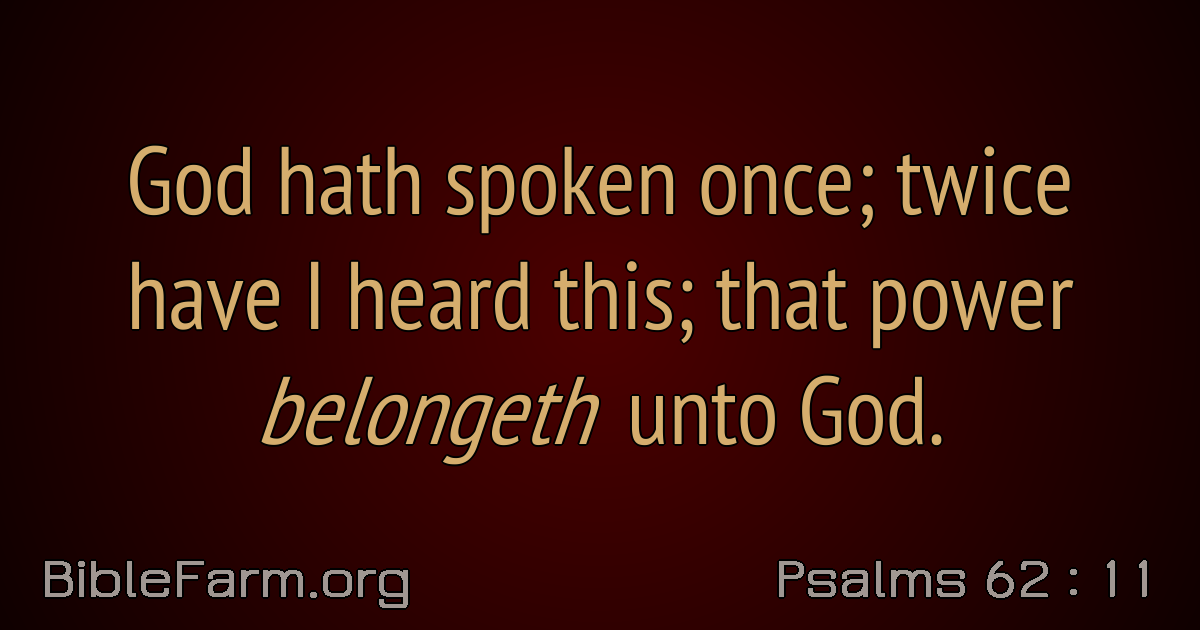 God hath spoken once; twice
have I heard this; that power
belongeth unto God.
BibleFarm.org
Psalms 62 : 11